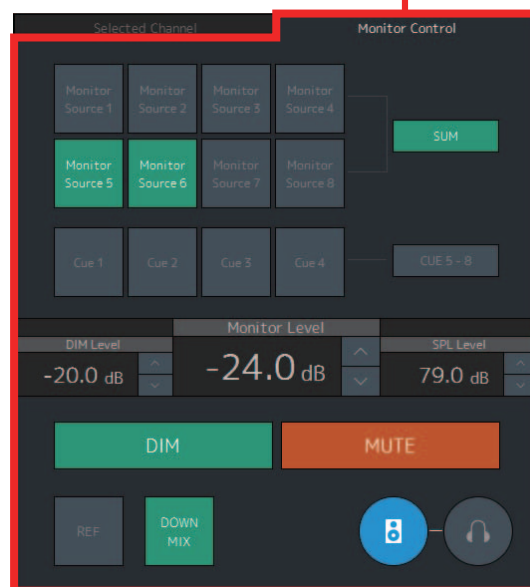 Selected Channel
Monitor Control
Monitor Source 1
Monitor Source 2
Monitor Source 3
Monitor Source 4
SUM
Monitor Source 5
Monitor Source 6
Monitor Source 7
Monitor Source 8
Cue 1
Cue 2
Cue 3
Cue 4
CUE 5 - 8
Monitor Level
DIM Level
SPL Level
-20.0 dB
-24.0 dB
79.0 dB
DIM
MUTE
REF
DOWN
MIX